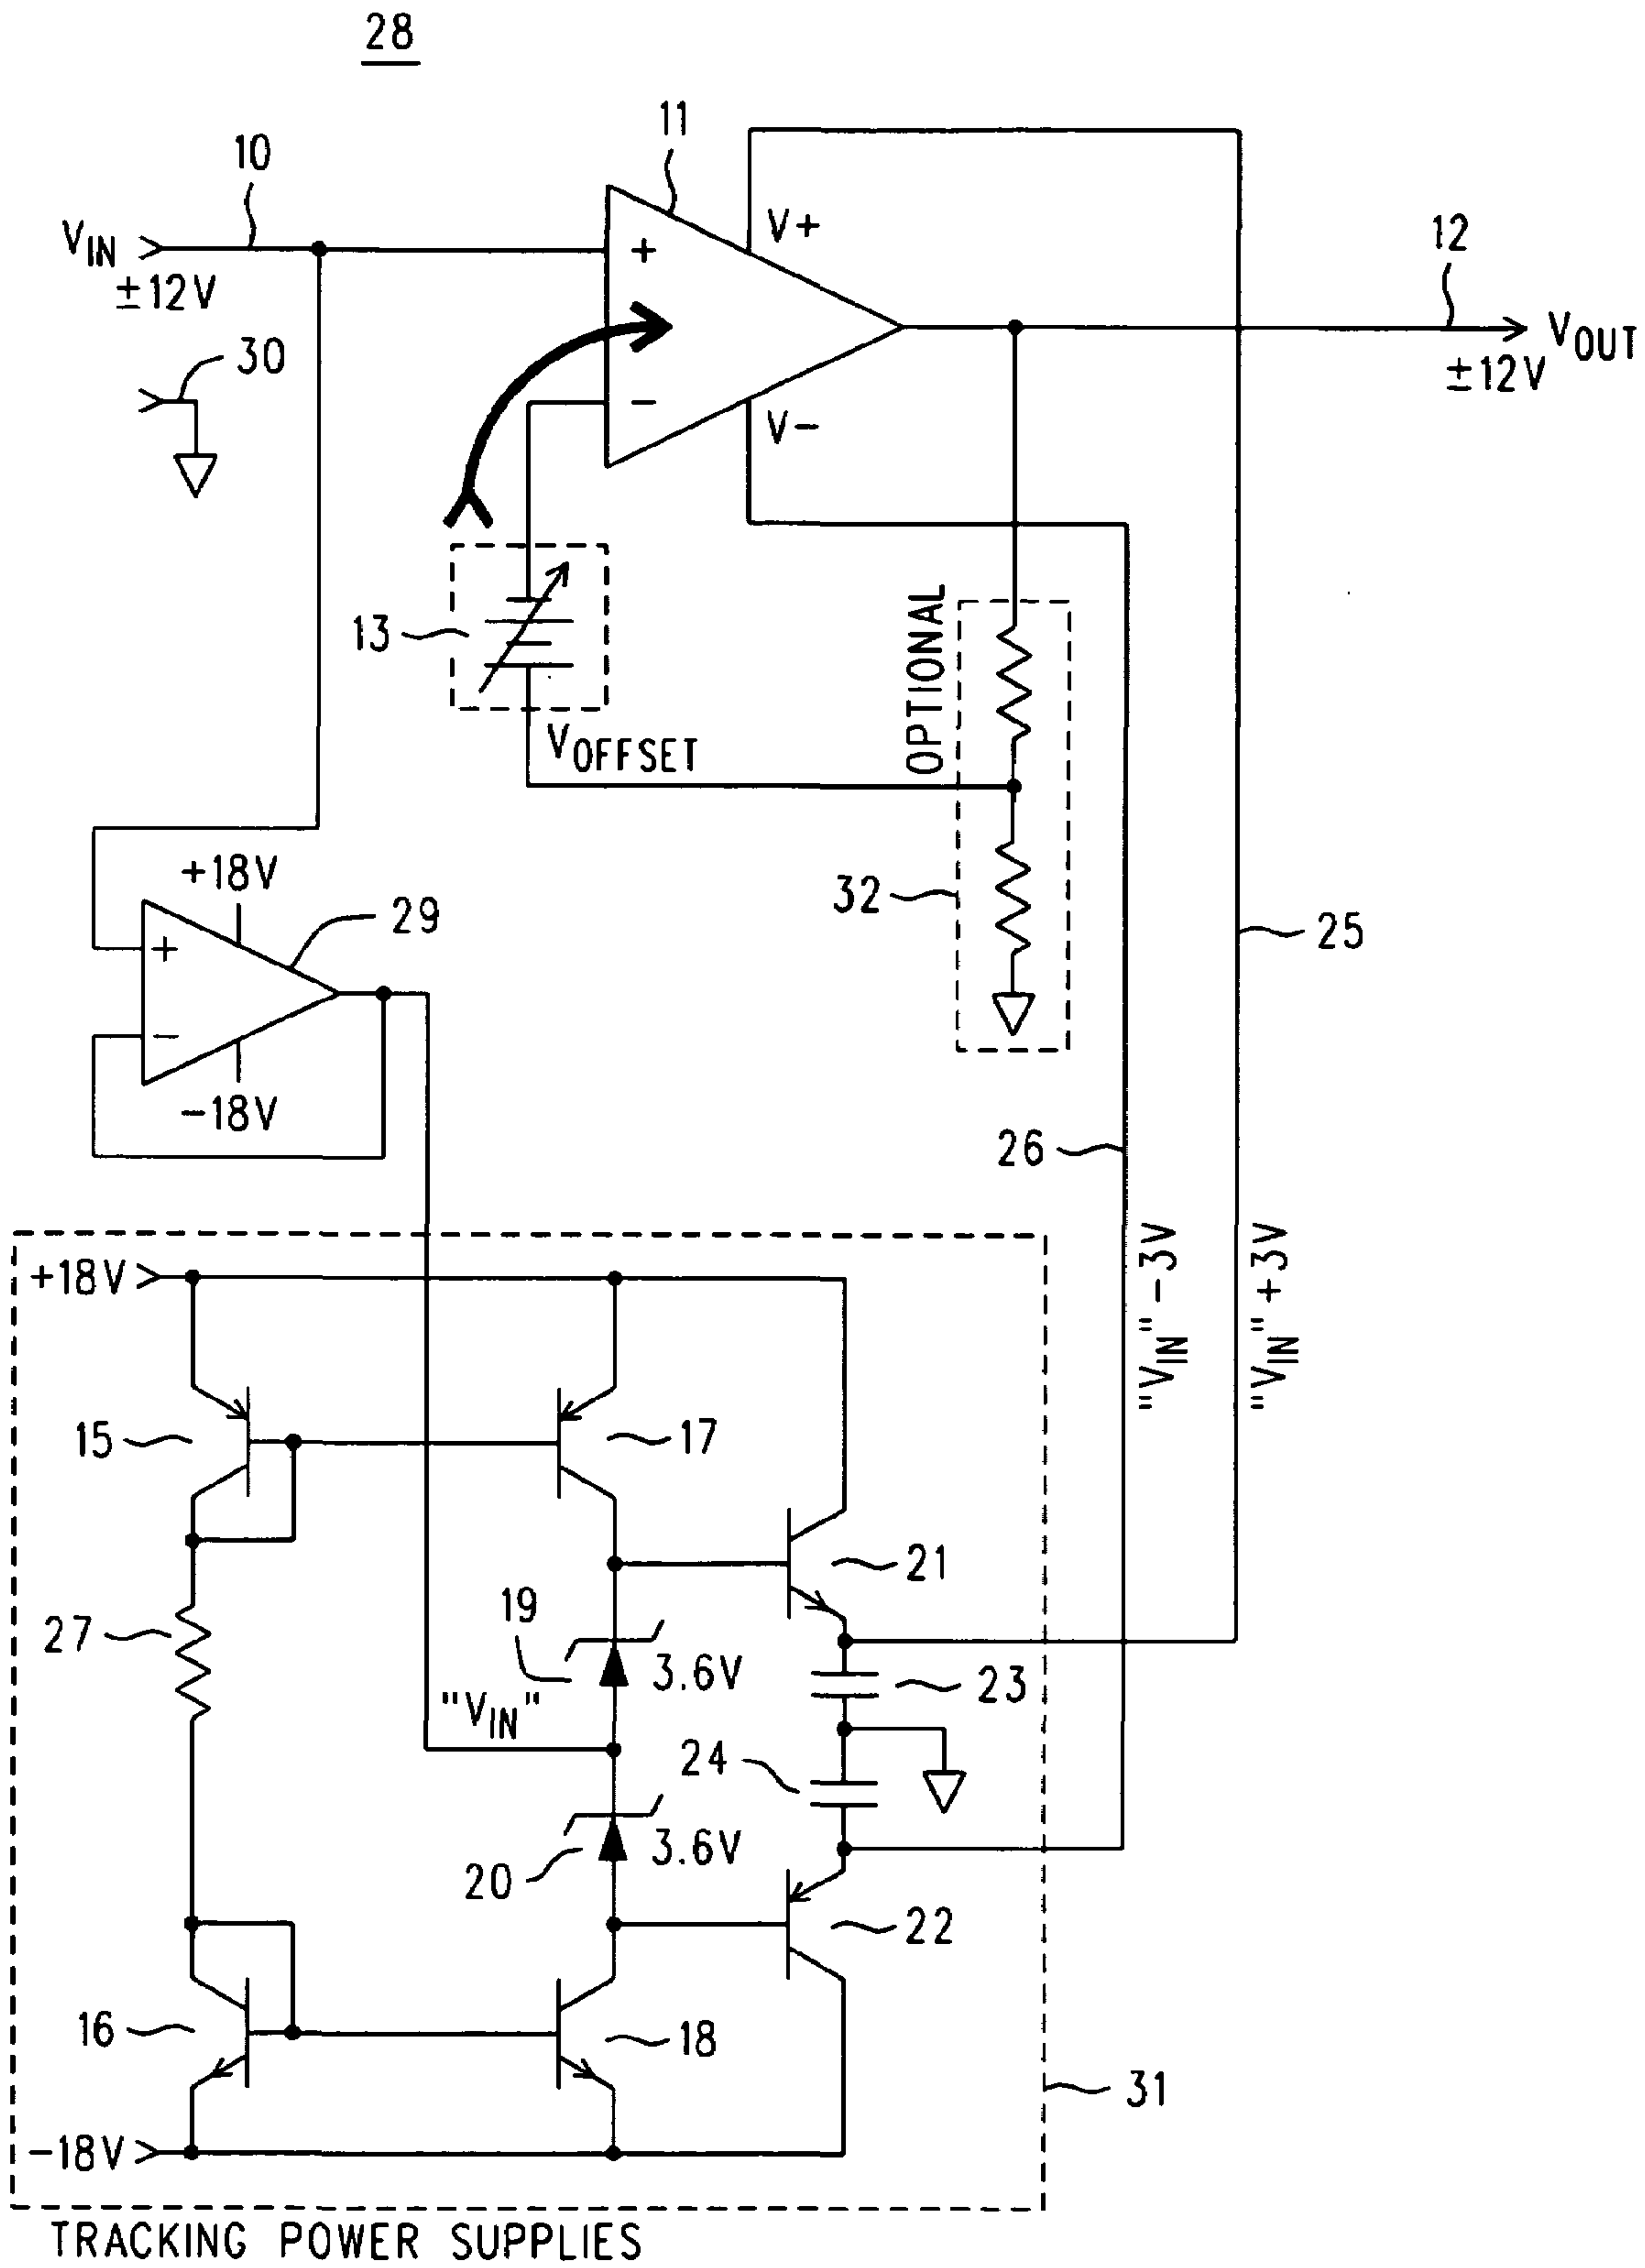 28
11
10
V+
12
VIN
+
±12V
VOUT
±12V
30
−
V−
13
OPTIONAL
VOFFSET
+18V
32
29
25
+
−
−18V
26
"VIN"−3V
"VIN"+3V
+18V
15
17
21
19
27
3.6V
23
"VIN"
24
3.6V
20
22
16
18
31
−18V
TRACKING POWER SUPPLIES